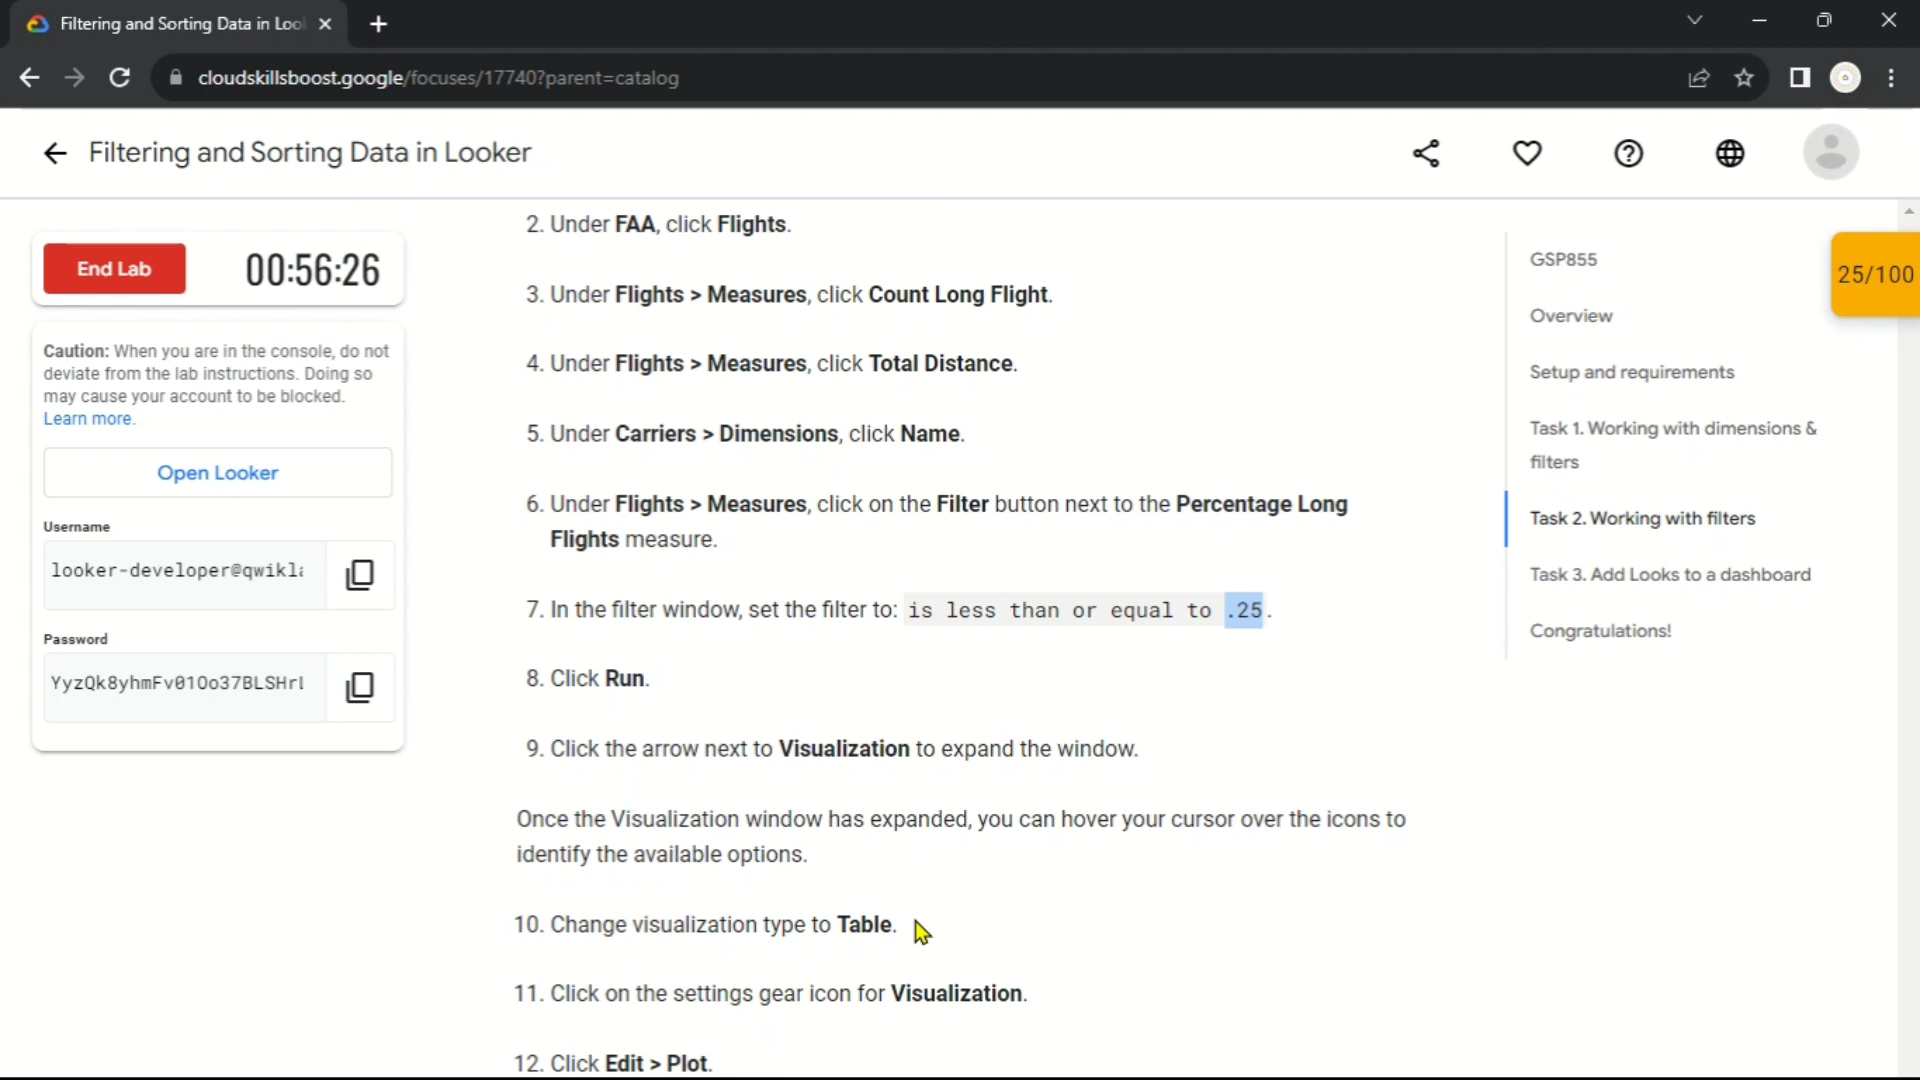 Filtering and Sorting Data in Loo
cloudskillsboost.google/focuses/17740?parent=catalog
Filtering and Sorting Data in Looker
End Lab
00:56:26
Caution: When you are in the console, do not
deviate from the lab instructions. Doing so
may cause your account to be blocked.
Learn more.
Open Looker
Username
looker-developer@qwikl
Password
YyzQk8yhmFv01Oo37BLSHrL
2. Under FAA, click Flights.
3. Under Flights > Measures, click Count Long Flight.
4. Under Flights > Measures, click Total Distance.
5. Under Carriers > Dimensions, click Name.
6. Under Flights > Measures, click on the Filter button next to the Percentage Long
Flights measure.
7. In the filter window, set the filter to: is less than or equal to .25.
8. Click Run.
9. Click the arrow next to Visualization to expand the window.
Once the Visualization window has expanded, you can hover your cursor over the icons to
identify the available options.
10. Change visualization type to Table.
11. Click on the settings gear icon for Visualization.
12. Click Edit > Plot.
GSP855
Overview
Setup and requirements
Task 1. Working with dimensions &
filters
Task 2. Working with filters
Task 3. Add Looks to a dashboard
Congratulations!
25/100